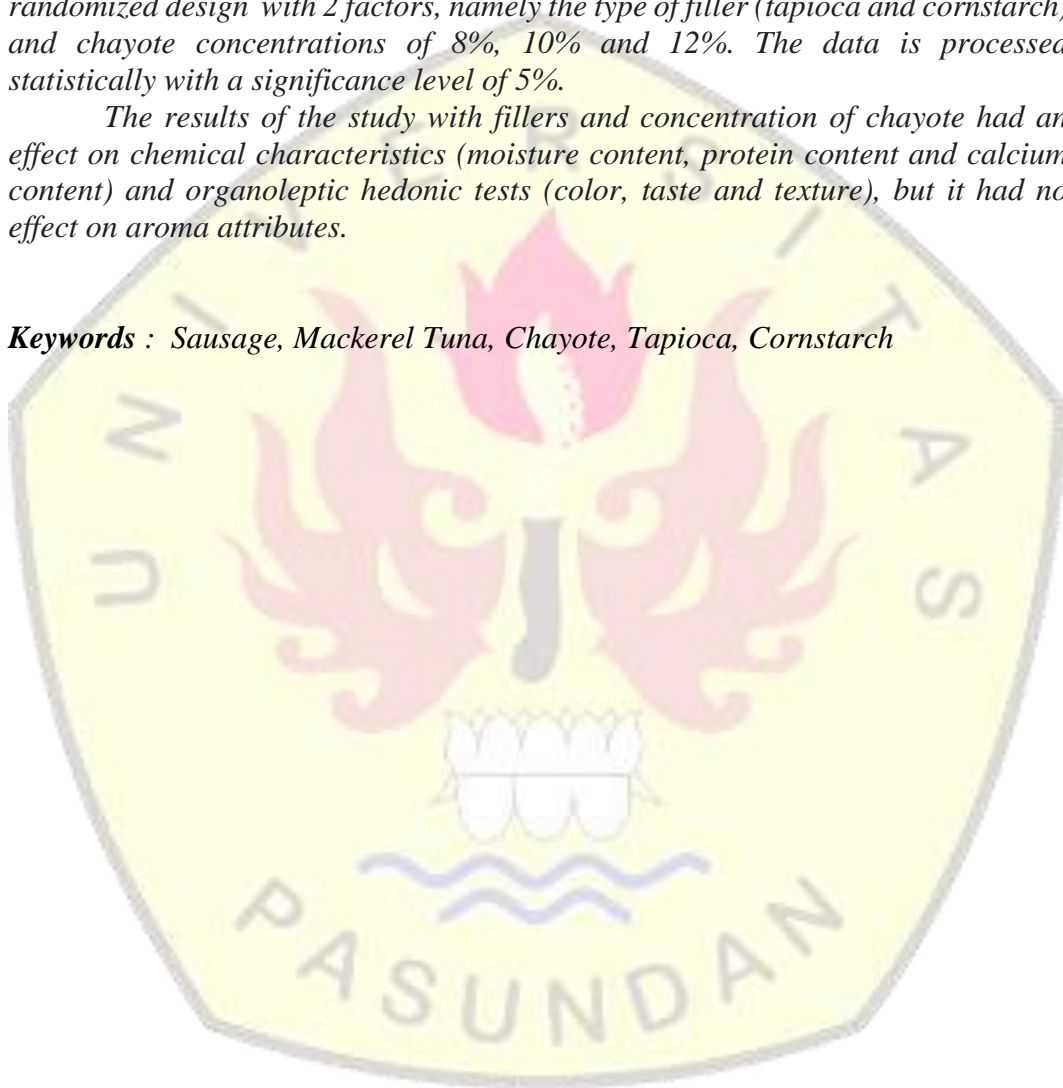 randomized design with 2 factors, namely the type of filler (tapioca and cornstarch)
and chayote concentrations of 8%, 10% and 12%. The data is processed
statistically with a significance level of 5%.
The results of the study with fillers and concentration of chayote had an
effect on chemical characteristics (moisture content, protein content and calcium
content) and organoleptic hedonic tests (color, taste and texture), but it had no
effect on aroma attributes.
Keywords : Sausage, Mackerel Tuna, Chayote, Tapioca, Cornstarch
UNIVERSITAS
PASUNDAN